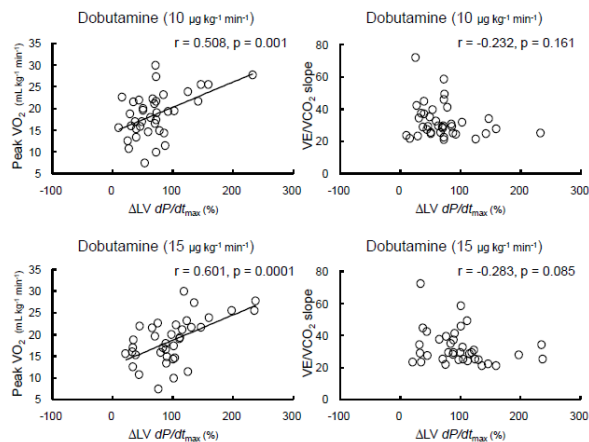 Dobutamine (10 µg kg⁻¹ min⁻¹)
r = 0.508, p = 0.001
35
30
25
20
15
10
5
Peak VO₂ (mL kg⁻¹ min⁻¹)
-100 0 100 200 300
ΔLV dP/dtmax (%)
Dobutamine (10 µg kg⁻¹ min⁻¹)
r = -0.232, p = 0.161
80
60
40
20
0
VE/VCO₂ slope
-100 0 100 200 300
ΔLV dP/dtmax (%)
Dobutamine (15 µg kg⁻¹ min⁻¹)
r = 0.601, p = 0.0001
35
30
25
20
15
10
5
Peak VO₂ (mL kg⁻¹ min⁻¹)
-100 0 100 200 300
ΔLV dP/dtmax (%)
Dobutamine (15 µg kg⁻¹ min⁻¹)
r = -0.283, p = 0.085
80
60
40
20
0
VE/VCO₂ slope
-100 0 100 200 300
ΔLV dP/dtmax (%)